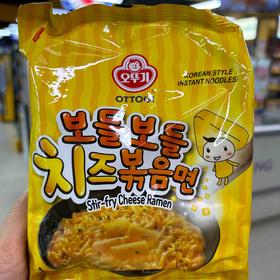 오뚜기
OTTOGI
KOREAN STYLE
INSTANT NOODLES!
보들보들
치즈볶음면
Stir-fry Cheese Ramen